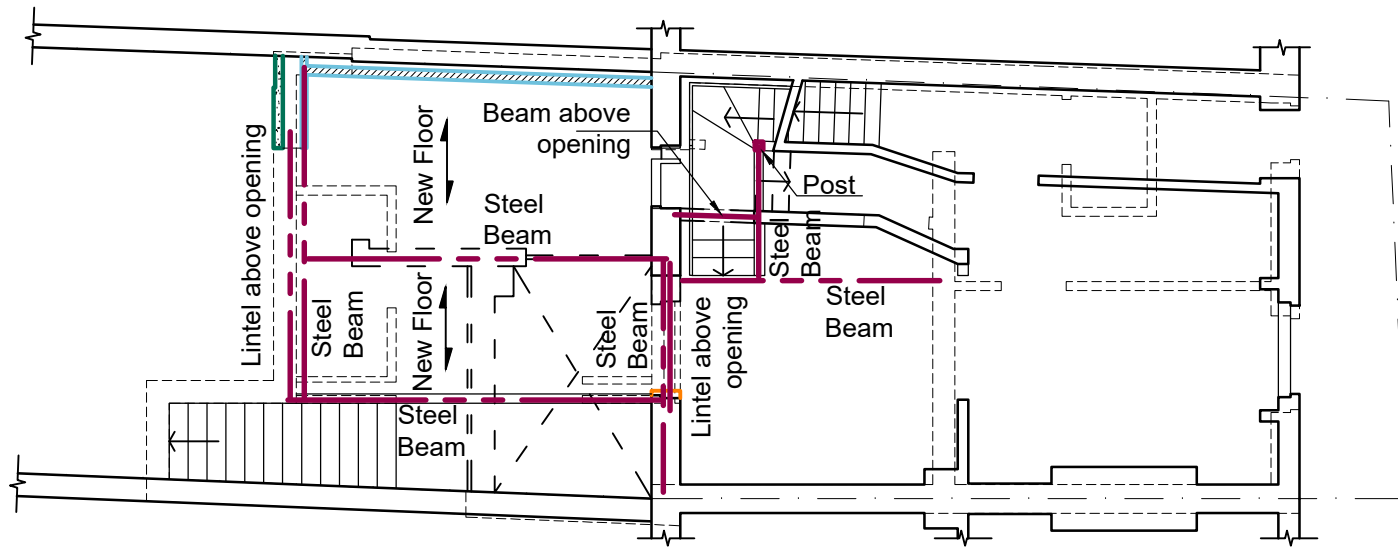 Beam above
opening
Post
Lintel above opening
New Floor
Steel
Beam
Steel
Beam
Steel
Beam
New Floor
Steel
Beam
Lintel above
opening
Steel
Beam
Steel
Beam